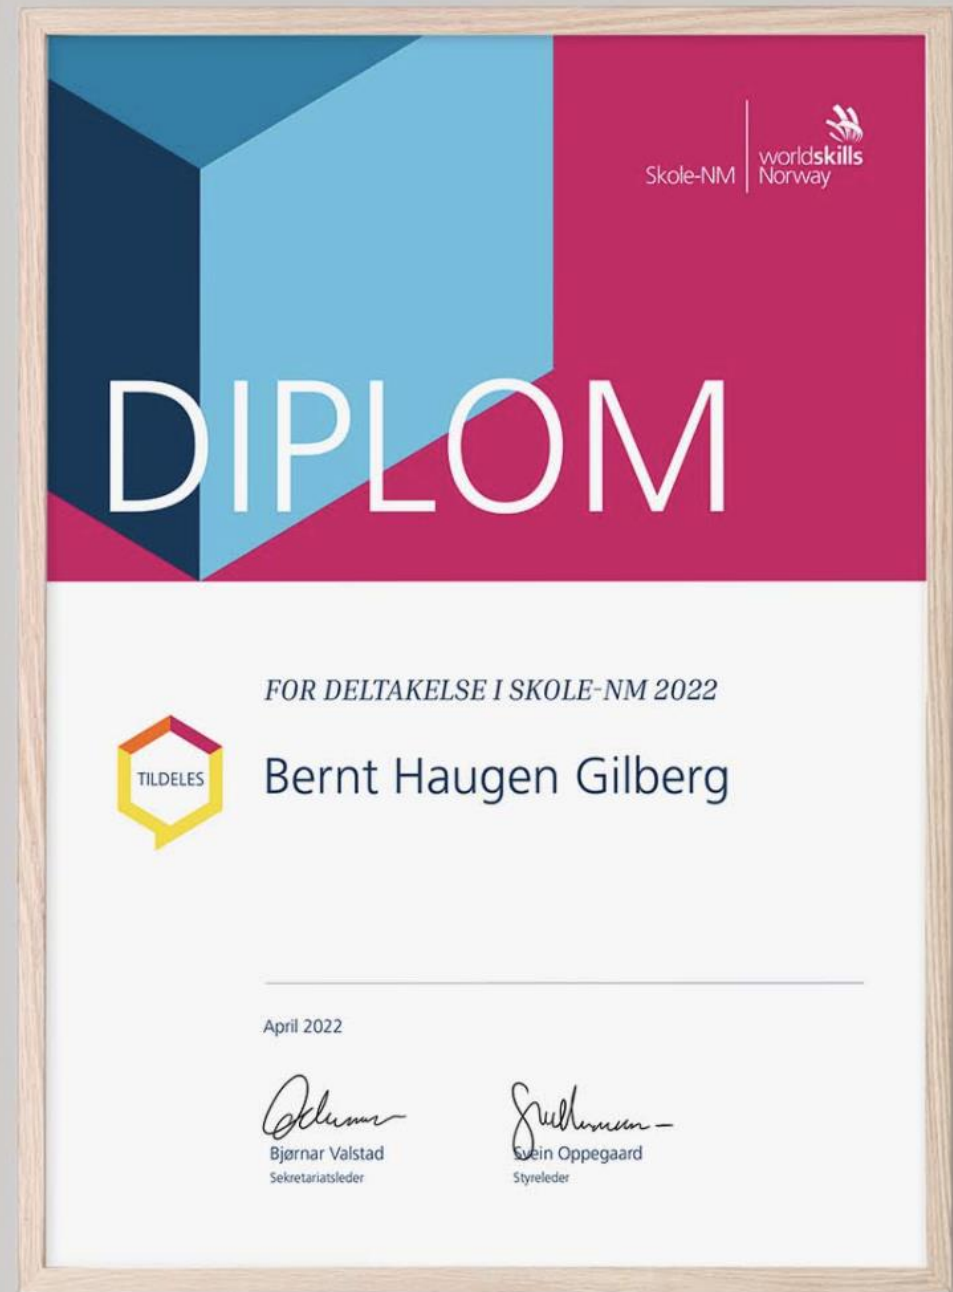 Skole-NM
worldskills
Norway
DIPLOM
FOR DELTAKELSE I SKOLE-NM 2022
TILDELES
Bernt Haugen Gilberg
April 2022
Bjørnar Valstad
Svein Oppegaard
Sekretariatsleder
Styreleder